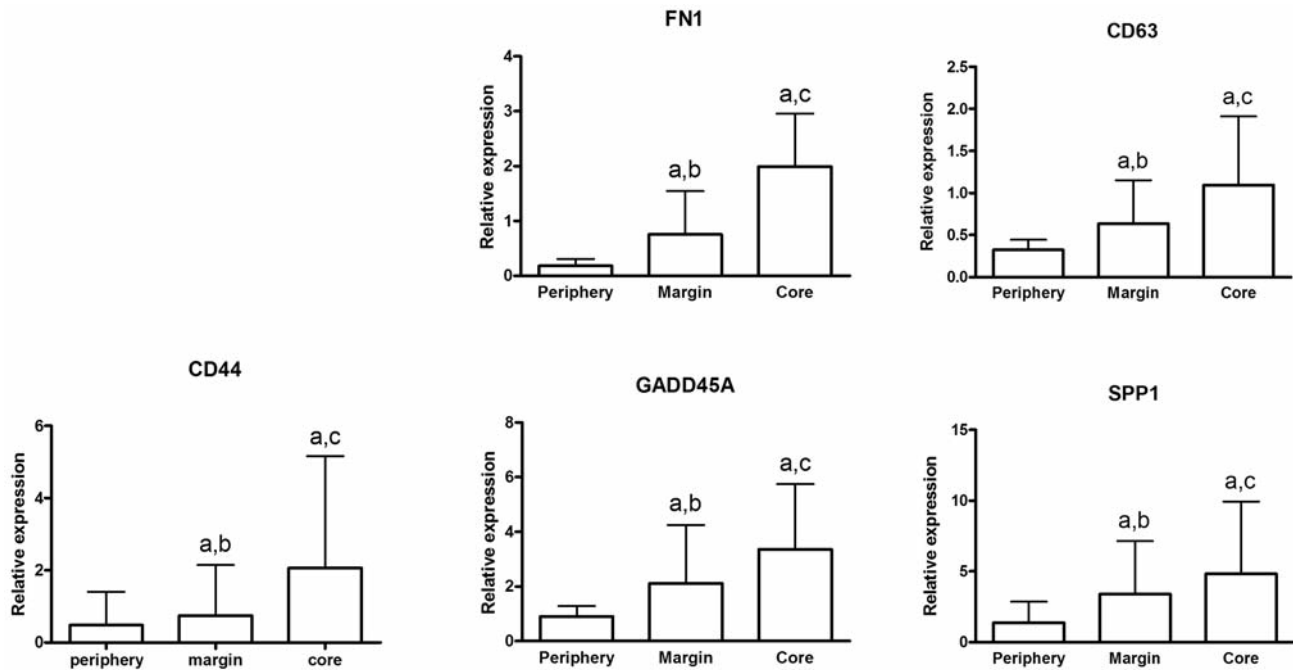 FN1
Relative expression
4
3
2
1
0
a,b
a,c
Periphery Margin Core
CD63
Relative expression
2.5
2.0
1.5
1.0
0.5
0.0
a,b
a,c
Periphery Margin Core
CD44
Relative expression
6
4
2
0
a,b
a,c
periphery margin core
GADD45A
Relative expression
8
6
4
2
0
a,b
a,c
Periphery Margin Core
SPP1
Relative expression
15
10
5
0
a,b
a,c
Periphery Margin Core